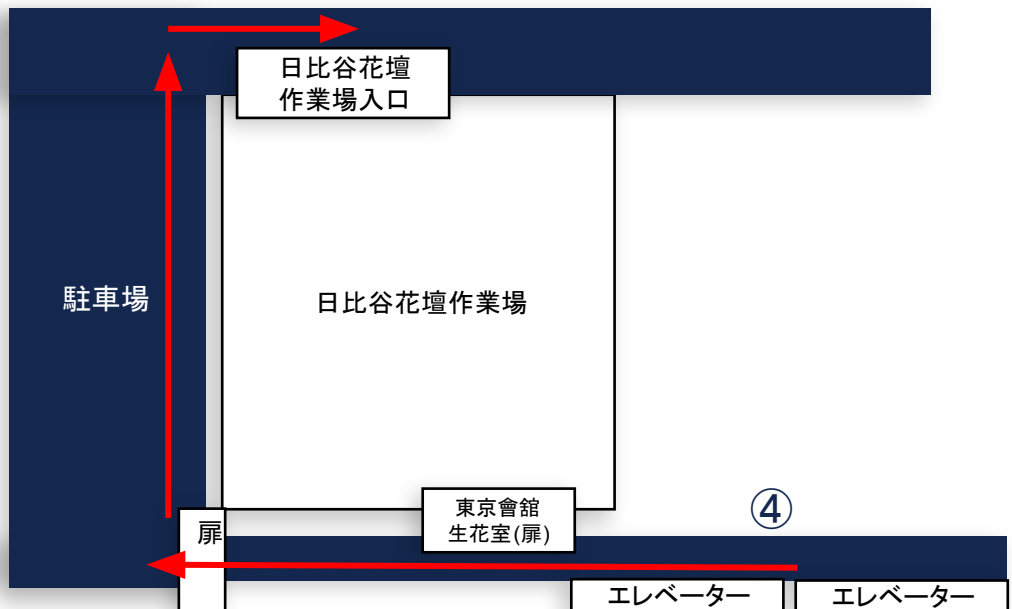 日比谷花壇
作業場入口
駐車場
日比谷花壇作業場
東京會舘
生花室(扉)
④
扉
エレベーター
エレベーター